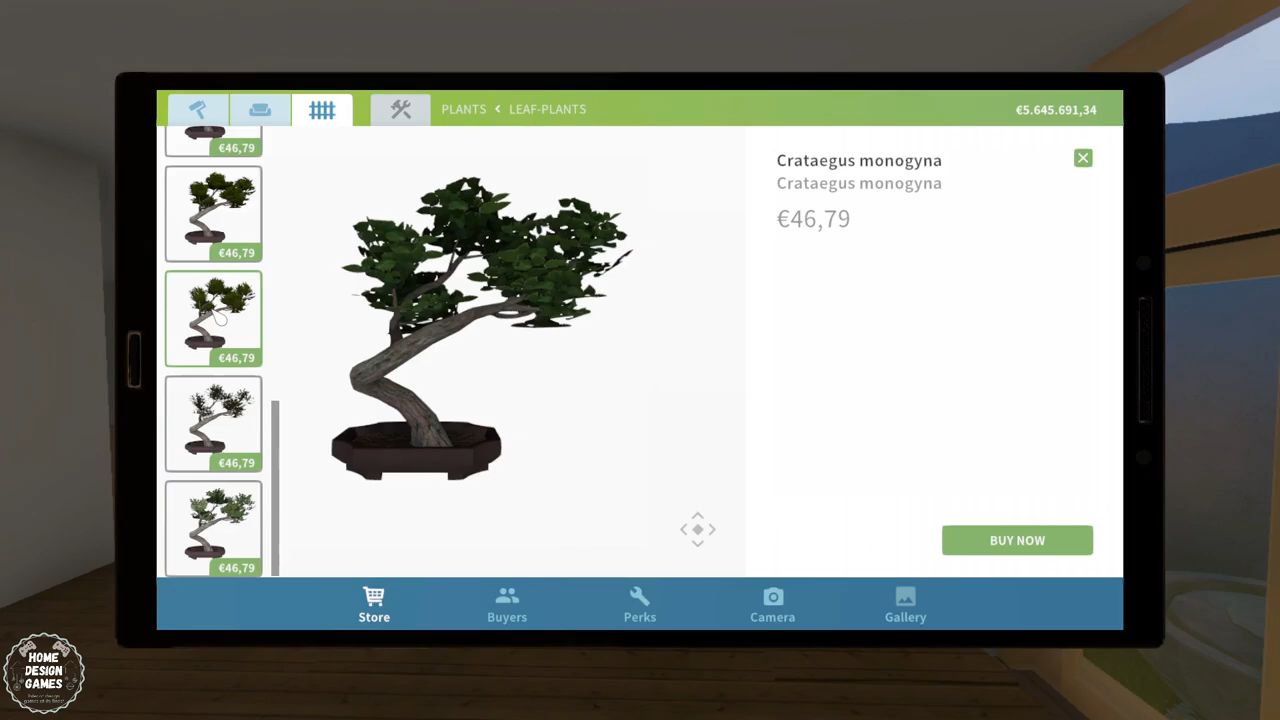 PLANTS < LEAF-PLANTS
€5.645.691,34
€46,79
€46,79
€46,79
€46,79
€46,79
Crataegus monogyna
Crataegus monogyna
€46,79
BUY NOW
Store
Buyers
Perks
Camera
Gallery
HOME
DESIGN
GAMES